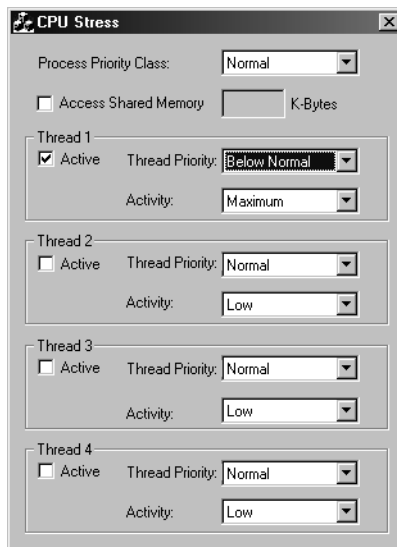 CPU Stress
Process Priority Class: Normal
Access Shared Memory K-Bytes
Thread 1
Active Thread Priority: Below Normal
Activity: Maximum
Thread 2
Active Thread Priority: Normal
Activity: Low
Thread 3
Active Thread Priority: Normal
Activity: Low
Thread 4
Active Thread Priority: Normal
Activity: Low